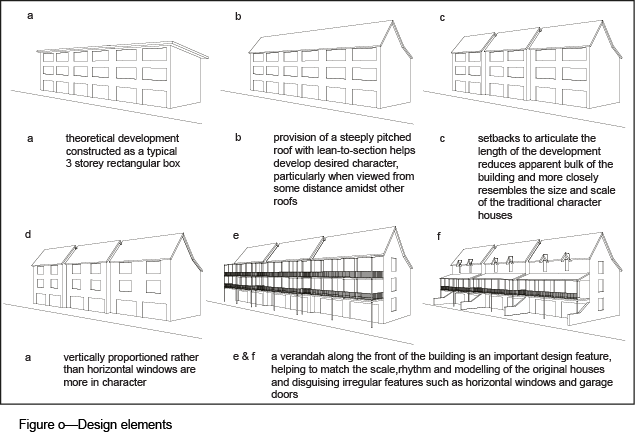 a
b
c
a theoretical development
constructed as a typical
3 storey rectangular box
b provision of a steeply pitched
roof with lean-to-section helps
develop desired character,
particularly when viewed from
some distance amidst other
roofs
c setbacks to articulate the
length of the development
reduces apparent bulk of the
building and more closely
resembles the size and scale
of the traditional character
houses
d
e
f
a vertically proportioned rather
than horizontal windows are
more in character
e & f a verandah along the front of the building is an important design feature,
helping to match the scale,rhythm and modelling of the original houses
and disguising irregular features such as horizontal windows and garage
doors
Figure o—Design elements